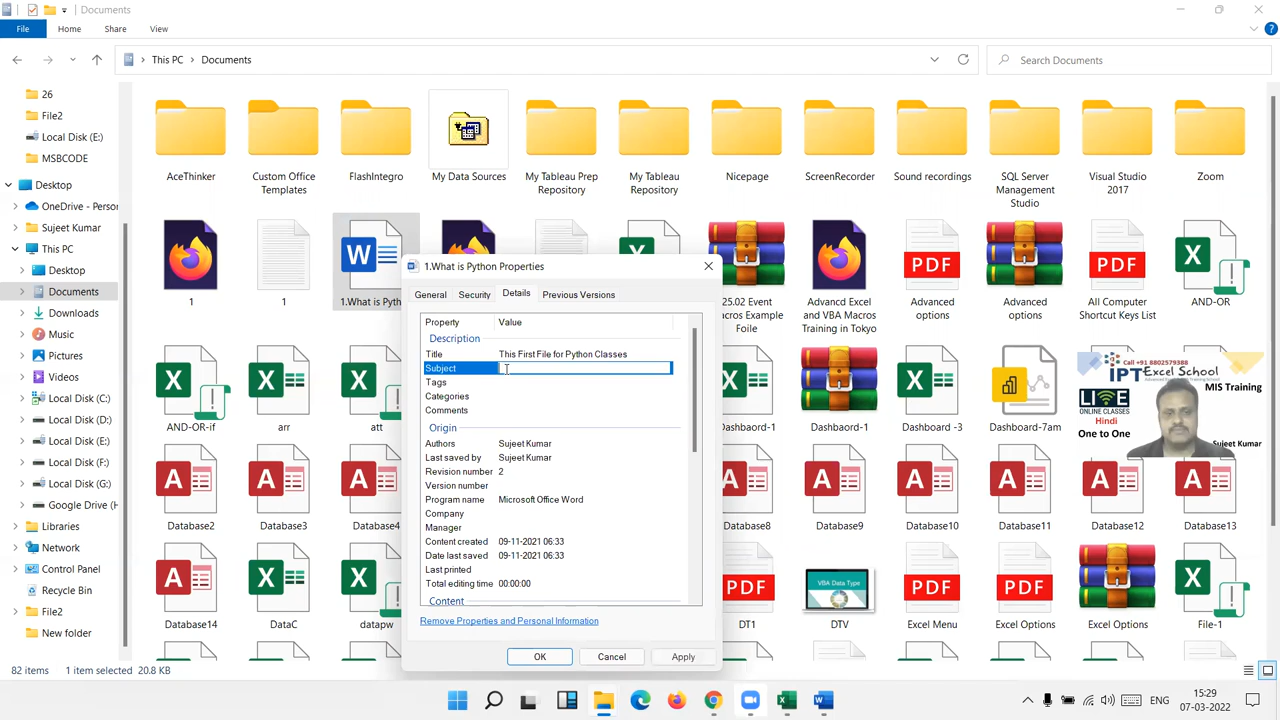 Documents
File
Home
Share
View
This PC
Documents
Search Documents
26
File2
Local Disk (E:)
MSBCODE
Desktop
OneDrive - Person
Sujeet Kumar
This PC
Desktop
Documents
Downloads
Music
Pictures
Videos
Local Disk (C:)
Local Disk (D:)
Local Disk (E:)
Local Disk (F:)
Local Disk (G:)
Google Drive (H
Libraries
Network
Control Panel
Recycle Bin
File2
New folder
AceThinker
Custom Office
Templates
FlashIntegro
My Data Sources
My Tableau Prep
Repository
My Tableau
Repository
Nicepage
ScreenRecorder
Sound recordings
SQL Server
Management
Studio
Visual Studio
2017
Zoom
1
1
1.What is Pyth
25.02 Event
Macros Example
Foile
Advancd Excel
and VBA Macros
Training in Tokyo
PDF
Advanced
options
Advanced
options
PDF
All Computer
Shortcut Keys List
AND-OR
AND-OR-if
arr
att
Dashbaord-1
Dashboard-1
Dashboard -3
Dashboard-7am
Call +91 8802579388
IPT Excel School
MIS Training
LIVE
ONLINE CLASSES
Hindi
One to One
Sujeet Kumar
Database2
Database3
Database4
Database8
Database9
Database10
Database11
Database12
Database13
Database14
DataC
datapw
PDF
DT1
VBA Data Type
DTV
PDF
Excel Menu
PDF
Excel Options
Excel Options
File-1
1.What is Python Properties
General
Security
Details
Previous Versions
Property
Value
Description
Title
This First File for Python Classes
Subject
Tags
Categories
Comments
Origin
Authors
Sujeet Kumar
Last saved by
Sujeet Kumar
Revision number
2
Version number
Program name
Microsoft Office Word
Company
Manager
Content created
09-11-2021 06:33
Date last saved
09-11-2021 06:33
Last printed
Total editing time
00:00:00
Content
Remove Properties and Personal Information
OK
Cancel
Apply
82 items
1 item selected 20.8 KB
ENG
15:29
07-03-2022